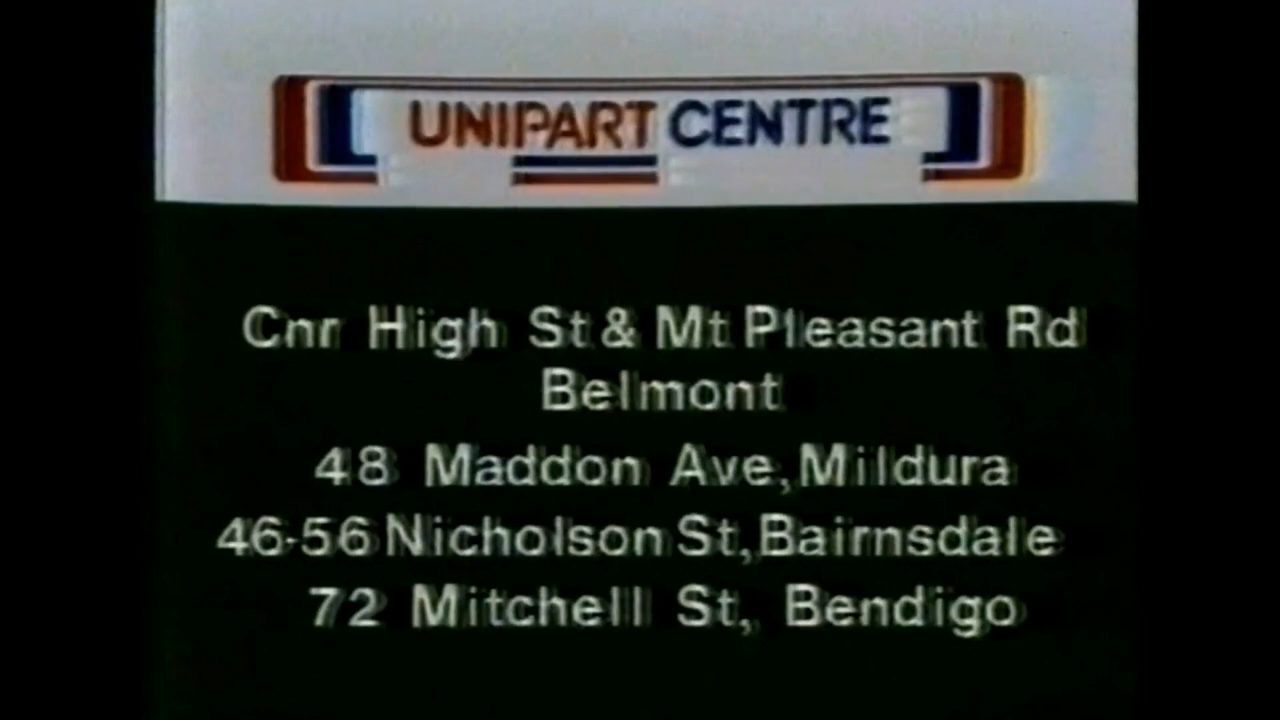 UNIPART CENTRE
Cnr High St & Mt Pleasant Rd
Belmont
48 Maddon Ave, Mildura
46-56 Nicholson St, Bairnsdale
72 Mitchell St, Bendigo